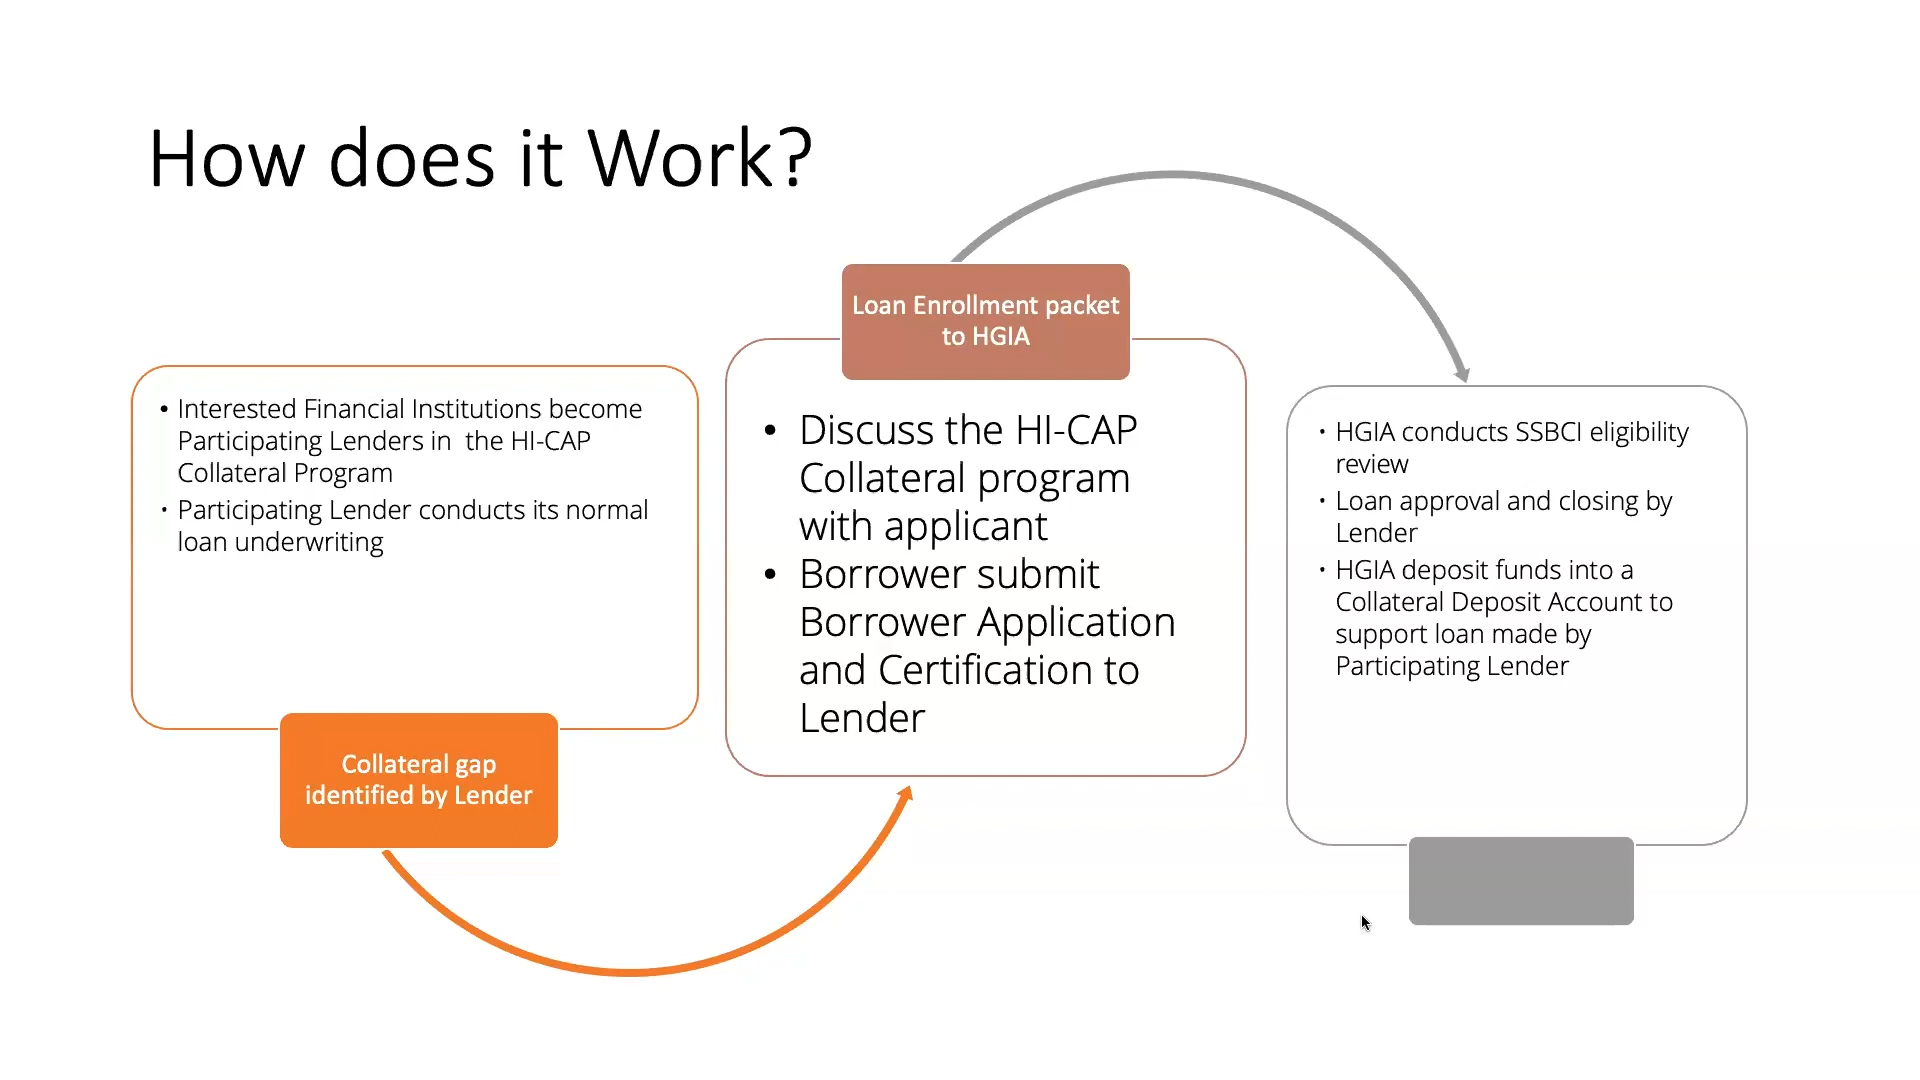 How does it Work?
• Interested Financial Institutions become
Participating Lenders in  the HI-CAP
Collateral Program
• Participating Lender conducts its normal
loan underwriting
Collateral gap
identified by Lender
Loan Enrollment packet
to HGIA
• Discuss the HI-CAP
Collateral program
with applicant
• Borrower submit
Borrower Application
and Certification to
Lender
• HGIA conducts SSBCI eligibility
review
• Loan approval and closing by
Lender
• HGIA deposit funds into a
Collateral Deposit Account to
support loan made by
Participating Lender